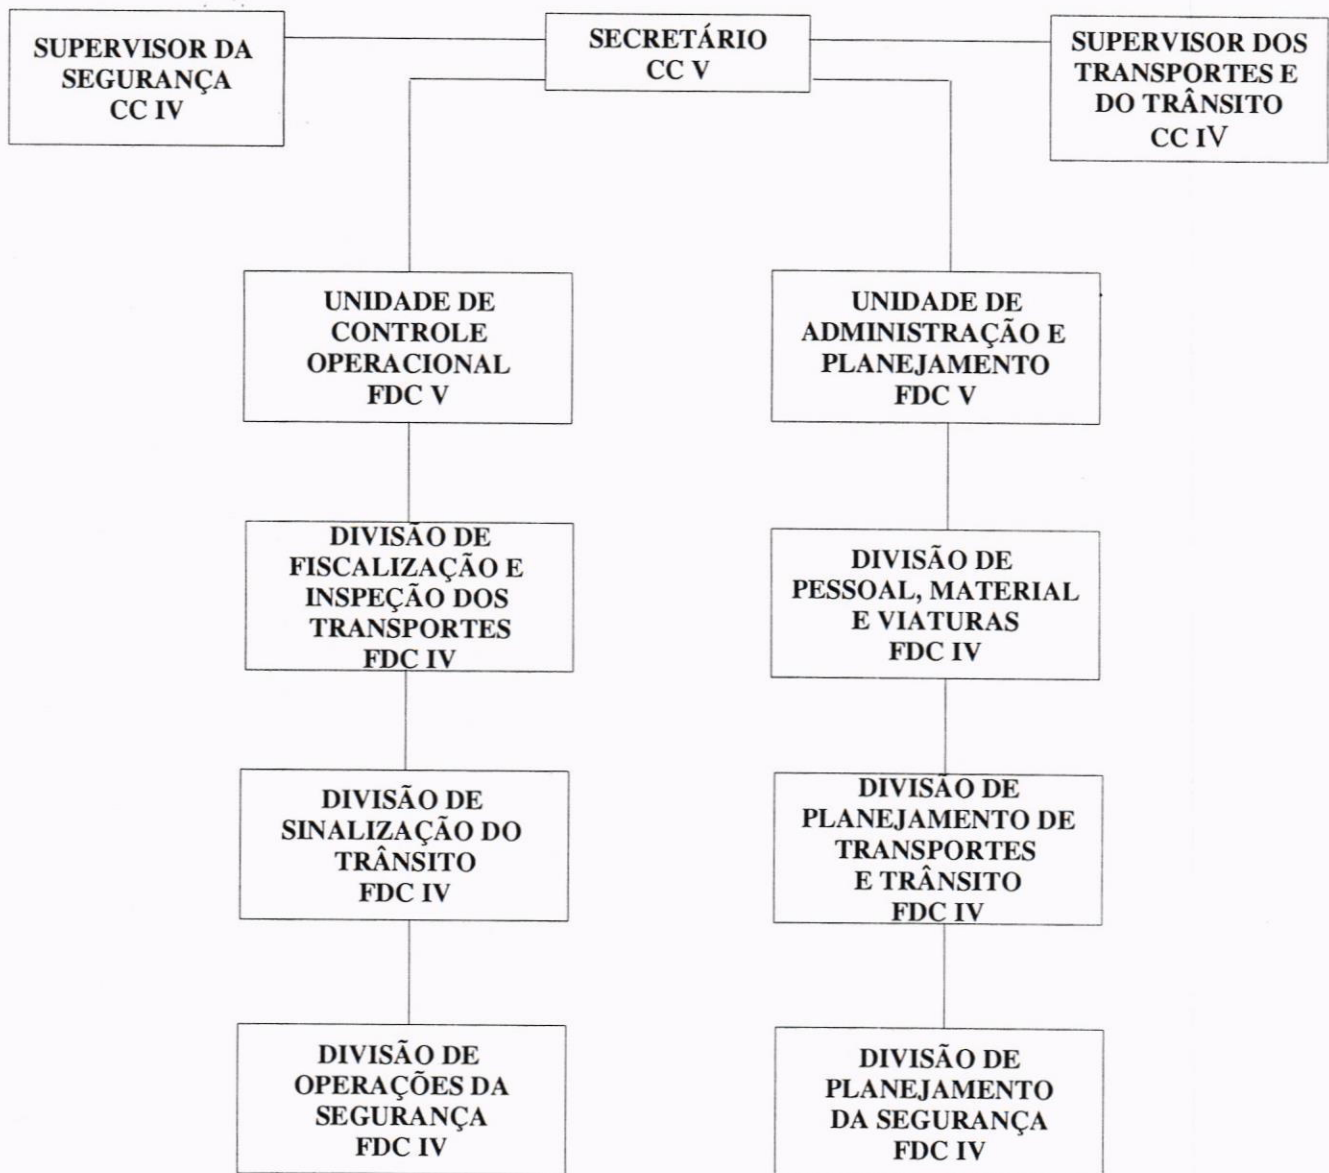 SUPERVISOR DA
SEGURANÇA
CC IV
SECRETÁRIO
CC V
SUPERVISOR DOS
TRANSPORTES E
DO TRÂNSITO
CC IV
UNIDADE DE
CONTROLE
OPERACIONAL
FDC V
UNIDADE DE
ADMINISTRAÇÃO E
PLANEJAMENTO
FDC V
DIVISÃO DE
FISCALIZAÇÃO E
INSPEÇÃO DOS
TRANSPORTES
FDC IV
DIVISÃO DE
PESSOAL, MATERIAL
E VIATURAS
FDC IV
DIVISÃO DE
SINALIZAÇÃO DO
TRÂNSITO
FDC IV
DIVISÃO DE
PLANEJAMENTO DE
TRANSPORTES
E TRÂNSITO
FDC IV
DIVISÃO DE
OPERAÇÕES DA
SEGURANÇA
FDC IV
DIVISÃO DE
PLANEJAMENTO
DA SEGURANÇA
FDC IV